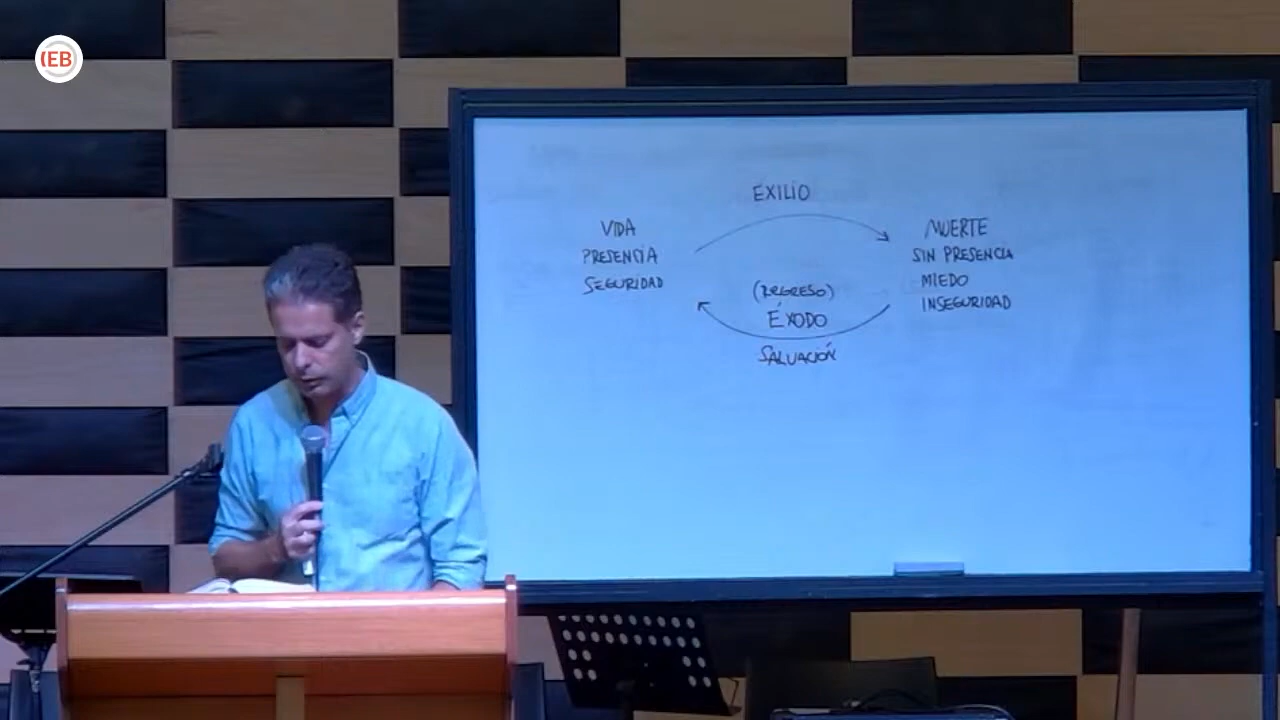 IEB
EXILIO
VIDA
PRESENCIA
SEGURIDAD
MUERTE
SIN PRESENCIA
MIEDO
INSEGURIDAD
(REGRESO)
ÉXODO
SALVACIÓN